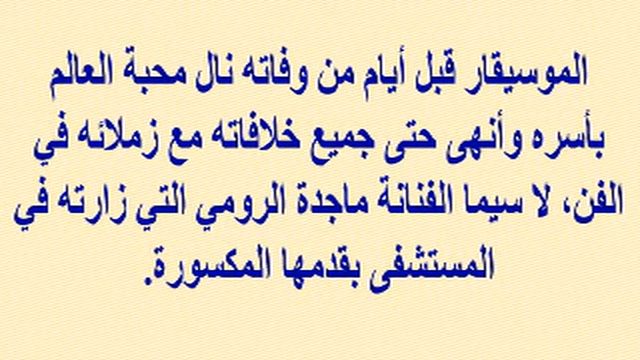 الموسيقار قبل أيام من وفاته نال محبة العالم
بأسره وأنهى حتى جميع خلافاته مع زملائه في
الفن، لا سيما الفنانة ماجدة الرومي التي زارته في
المستشفى بقدمها المكسورة.